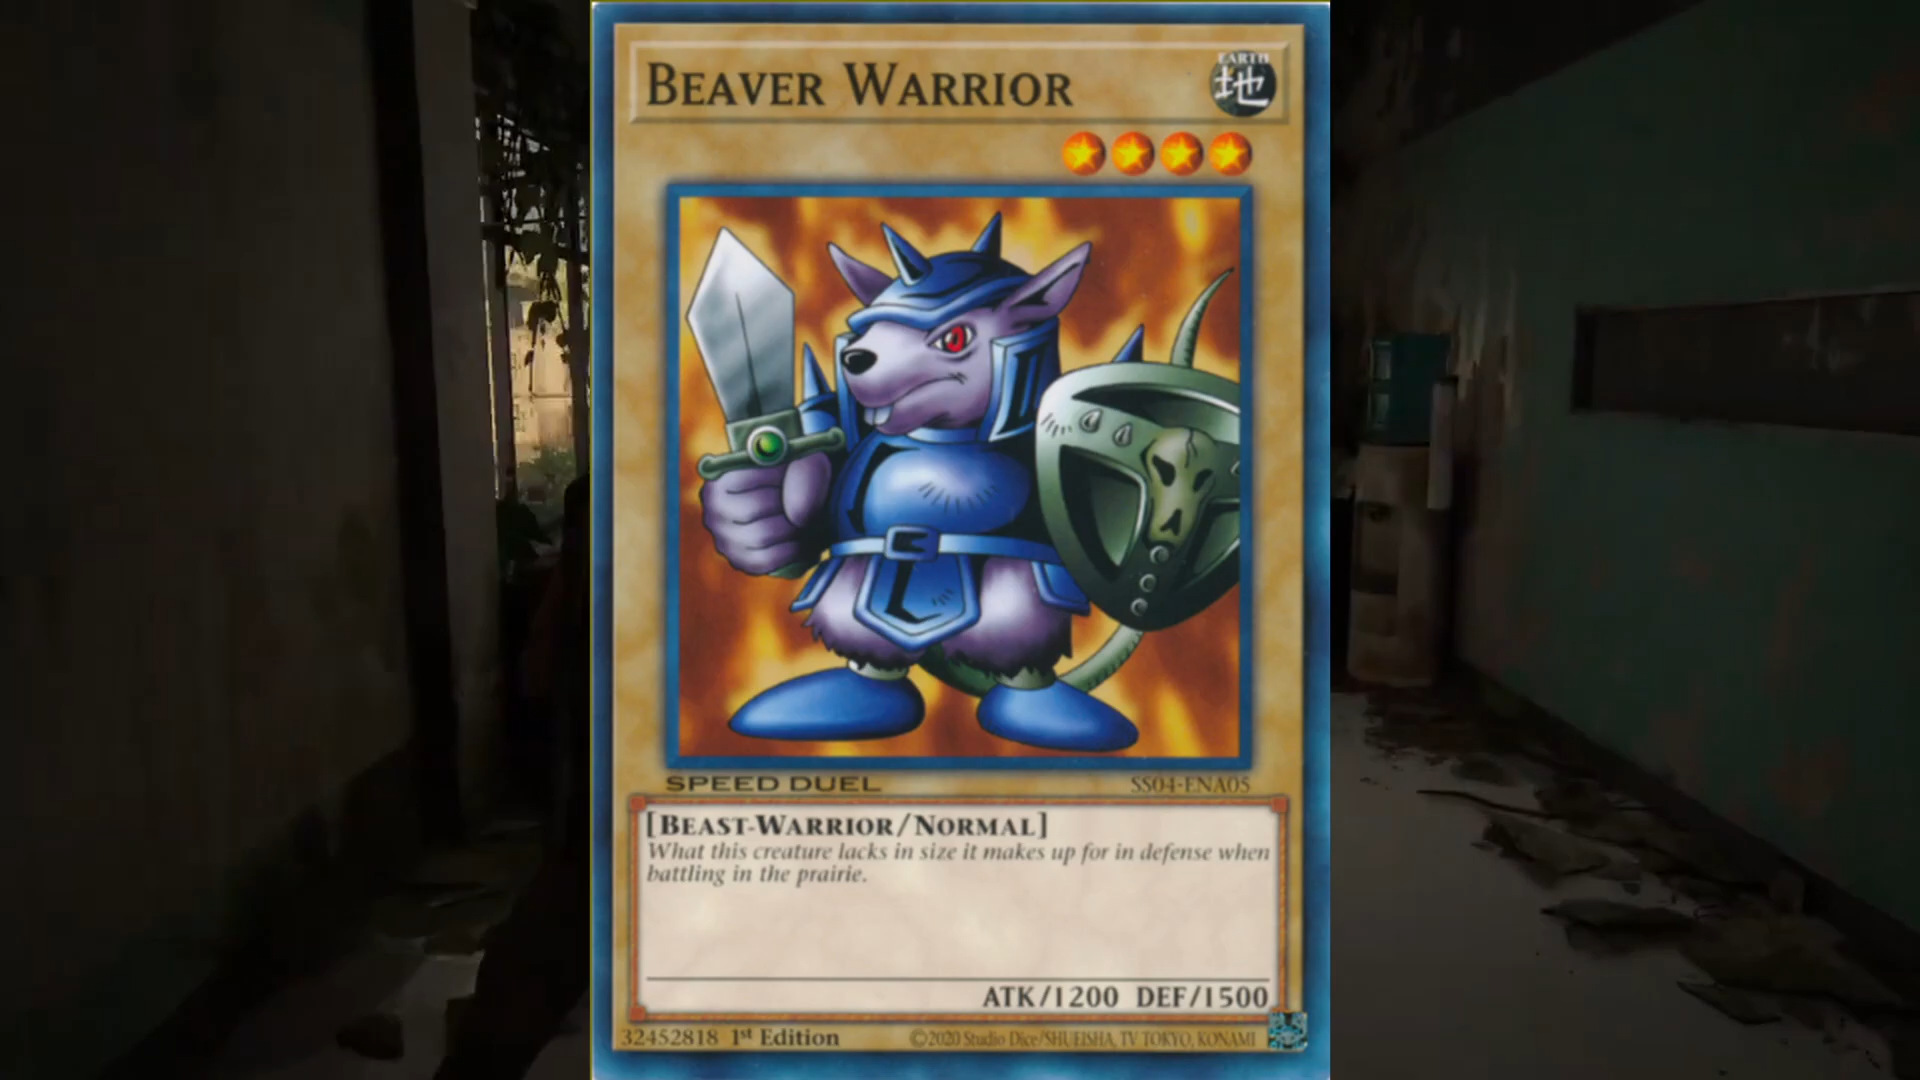 BEAVER WARRIOR
EARTH
地
SPEED DUEL
SS04-ENA05
[BEAST-WARRIOR/NORMAL]
What this creature lacks in size it makes up for in defense when
battling in the prairie.
ATK/1200 DEF/1500
32452818 1st Edition
©2020 Studio Dice/SHUEISHA, TV TOKYO, KONAMI